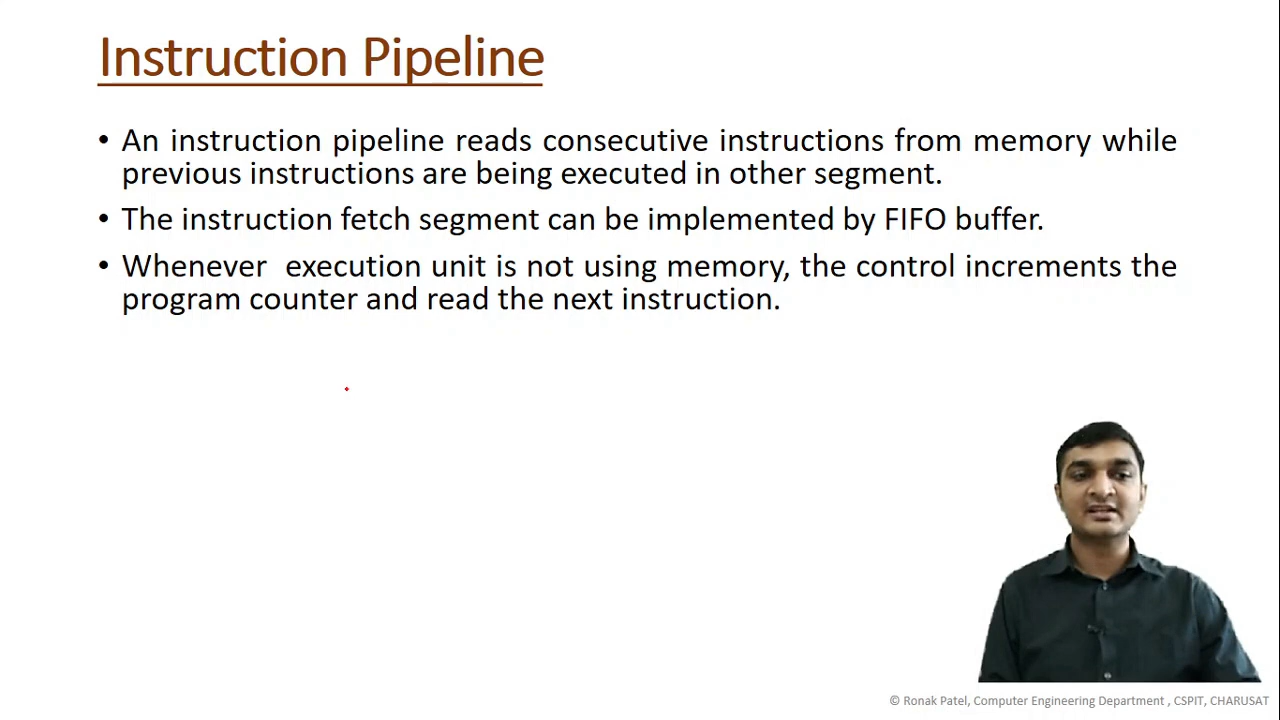 Instruction Pipeline
• An instruction pipeline reads consecutive instructions from memory while
previous instructions are being executed in other segment.
• The instruction fetch segment can be implemented by FIFO buffer.
• Whenever  execution unit is not using memory, the control increments the
program counter and read the next instruction.
© Ronak Patel, Computer Engineering Department , CSPIT, CHARUSAT